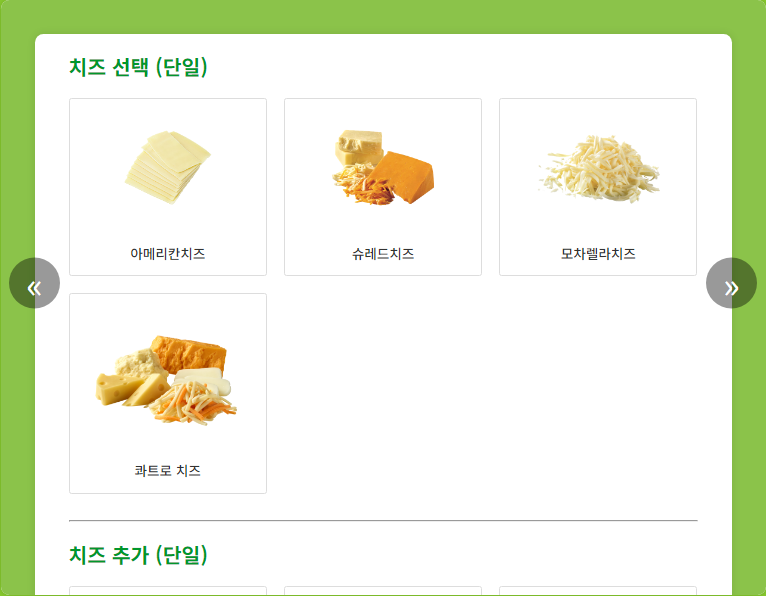 치즈 선택 (단일)
아메리칸치즈
슈레드치즈
모차렐라치즈
«
»
콰트로 치즈
치즈 추가 (단일)